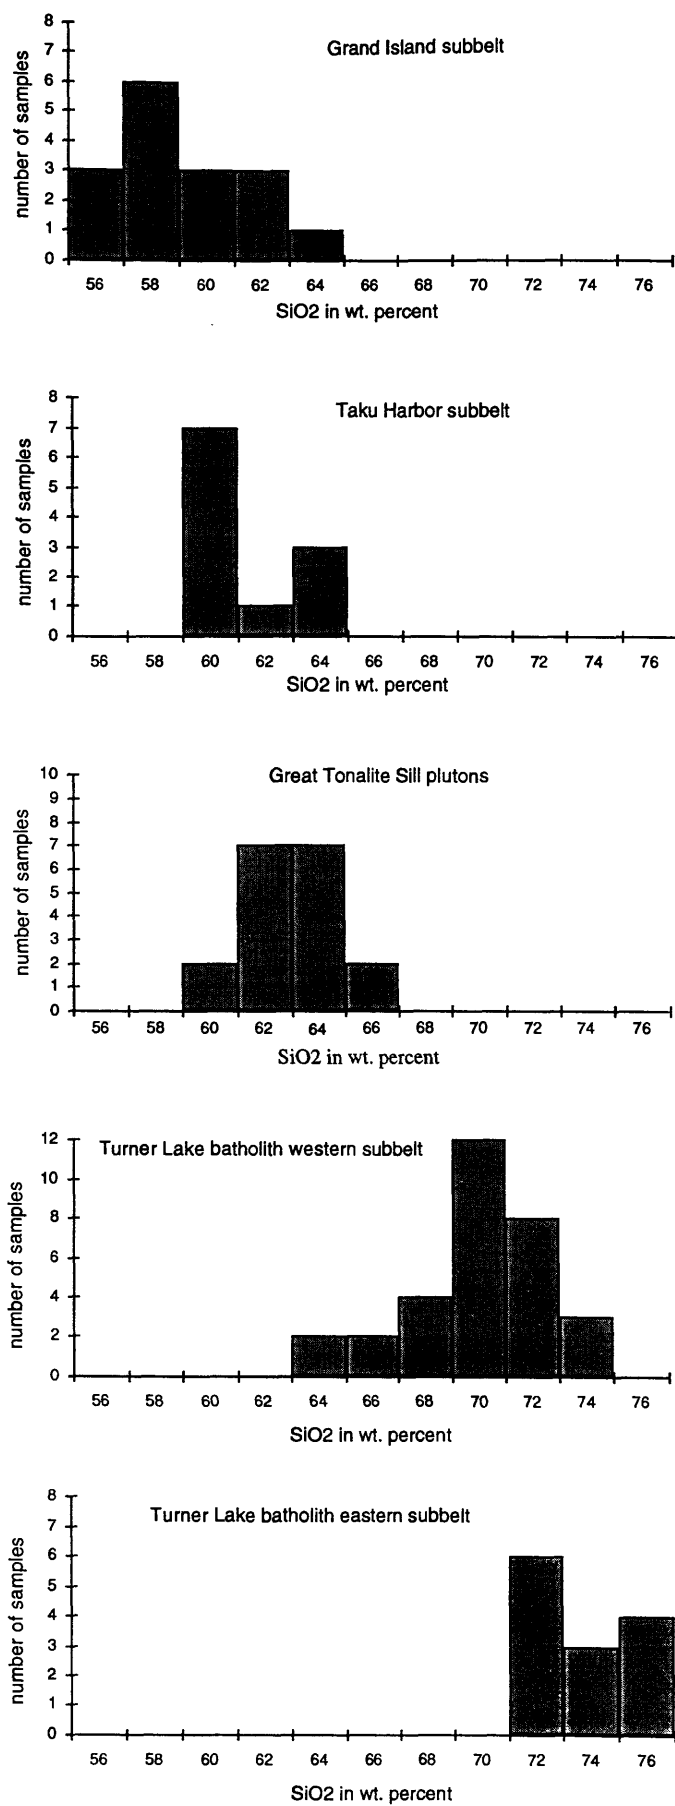 Grand Island subbelt
number of samples
8
7
6
5
4
3
2
1
0
56 58 60 62 64 66 68 70 72 74 76
SiO2 in wt. percent
Taku Harbor subbelt
number of samples
8
7
6
5
4
3
2
1
0
56 58 60 62 64 66 68 70 72 74 76
SiO2 in wt. percent
Great Tonalite Sill plutons
number of samples
10
9
8
7
6
5
4
3
2
1
0
56 58 60 62 64 66 68 70 72 74 76
SiO2 in wt. percent
Turner Lake batholith western subbelt
number of samples
12
10
8
6
4
2
0
56 58 60 62 64 66 68 70 72 74 76
SiO2 in wt. percent
Turner Lake batholith eastern subbelt
number of samples
8
7
6
5
4
3
2
1
0
56 58 60 62 64 66 68 70 72 74 76
SiO2 in wt. percent